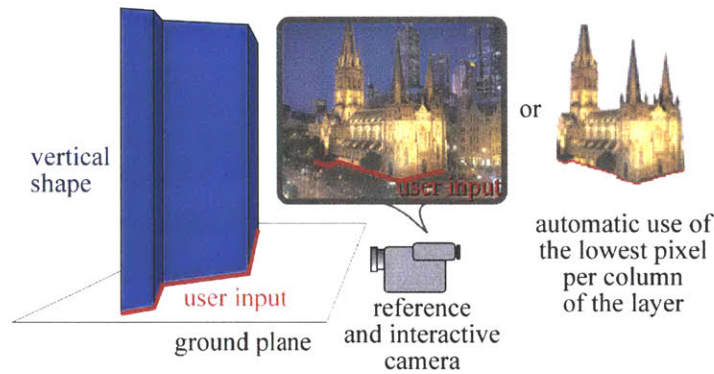 vertical
shape
user input
ground plane
user input
reference
and interactive
camera
or
automatic use of
the lowest pixel
per column
of the layer